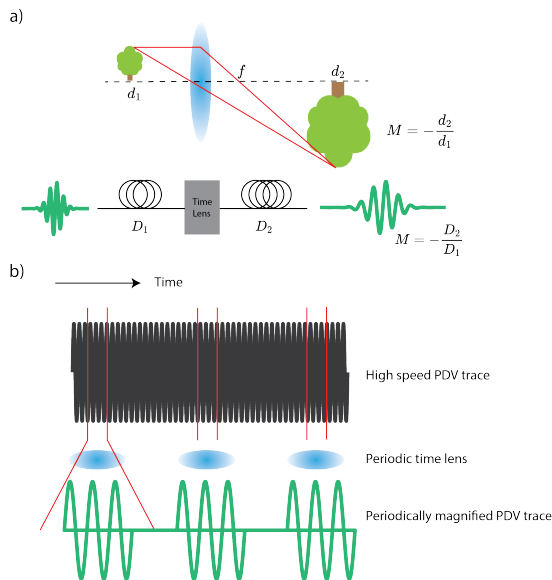 a)
f
d₁
d₂
M = −d₂/d₁
Time
Lens
D₁
D₂
M = −D₂/D₁
b)
Time
High speed PDV trace
Periodic time lens
Periodically magnified PDV trace